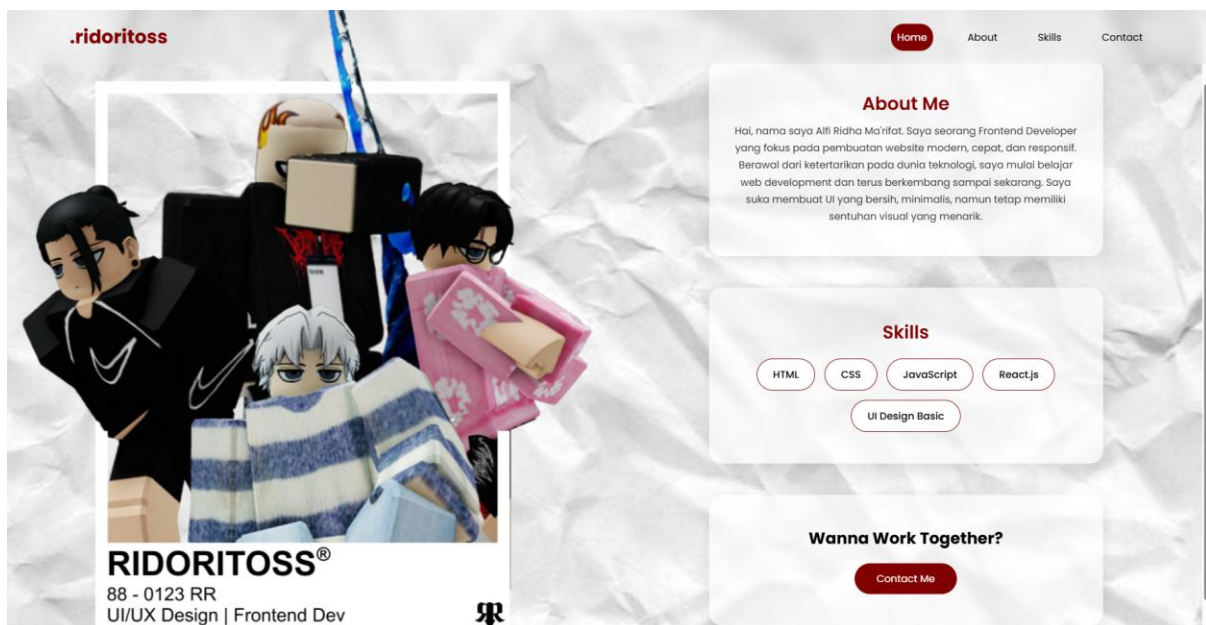 .ridoritoss
Home
About
Skills
Contact
About Me
Hai, nama saya Alfi Ridha Ma'rifat. Saya seorang Frontend Developer
yang fokus pada pembuatan website modern, cepat, dan responsif.
Berawal dari ketertarikan pada dunia teknologi, saya mulai belajar
web development dan terus berkembang sampai sekarang. Saya
suka membuat UI yang bersih, minimalis, namun tetap memiliki
sentuhan visual yang menarik.
Skills
HTML
CSS
JavaScript
React.js
UI Design Basic
Wanna Work Together?
Contact Me
RIDORITOSS®
88 - 0123 RR
UI/UX Design | Frontend Dev